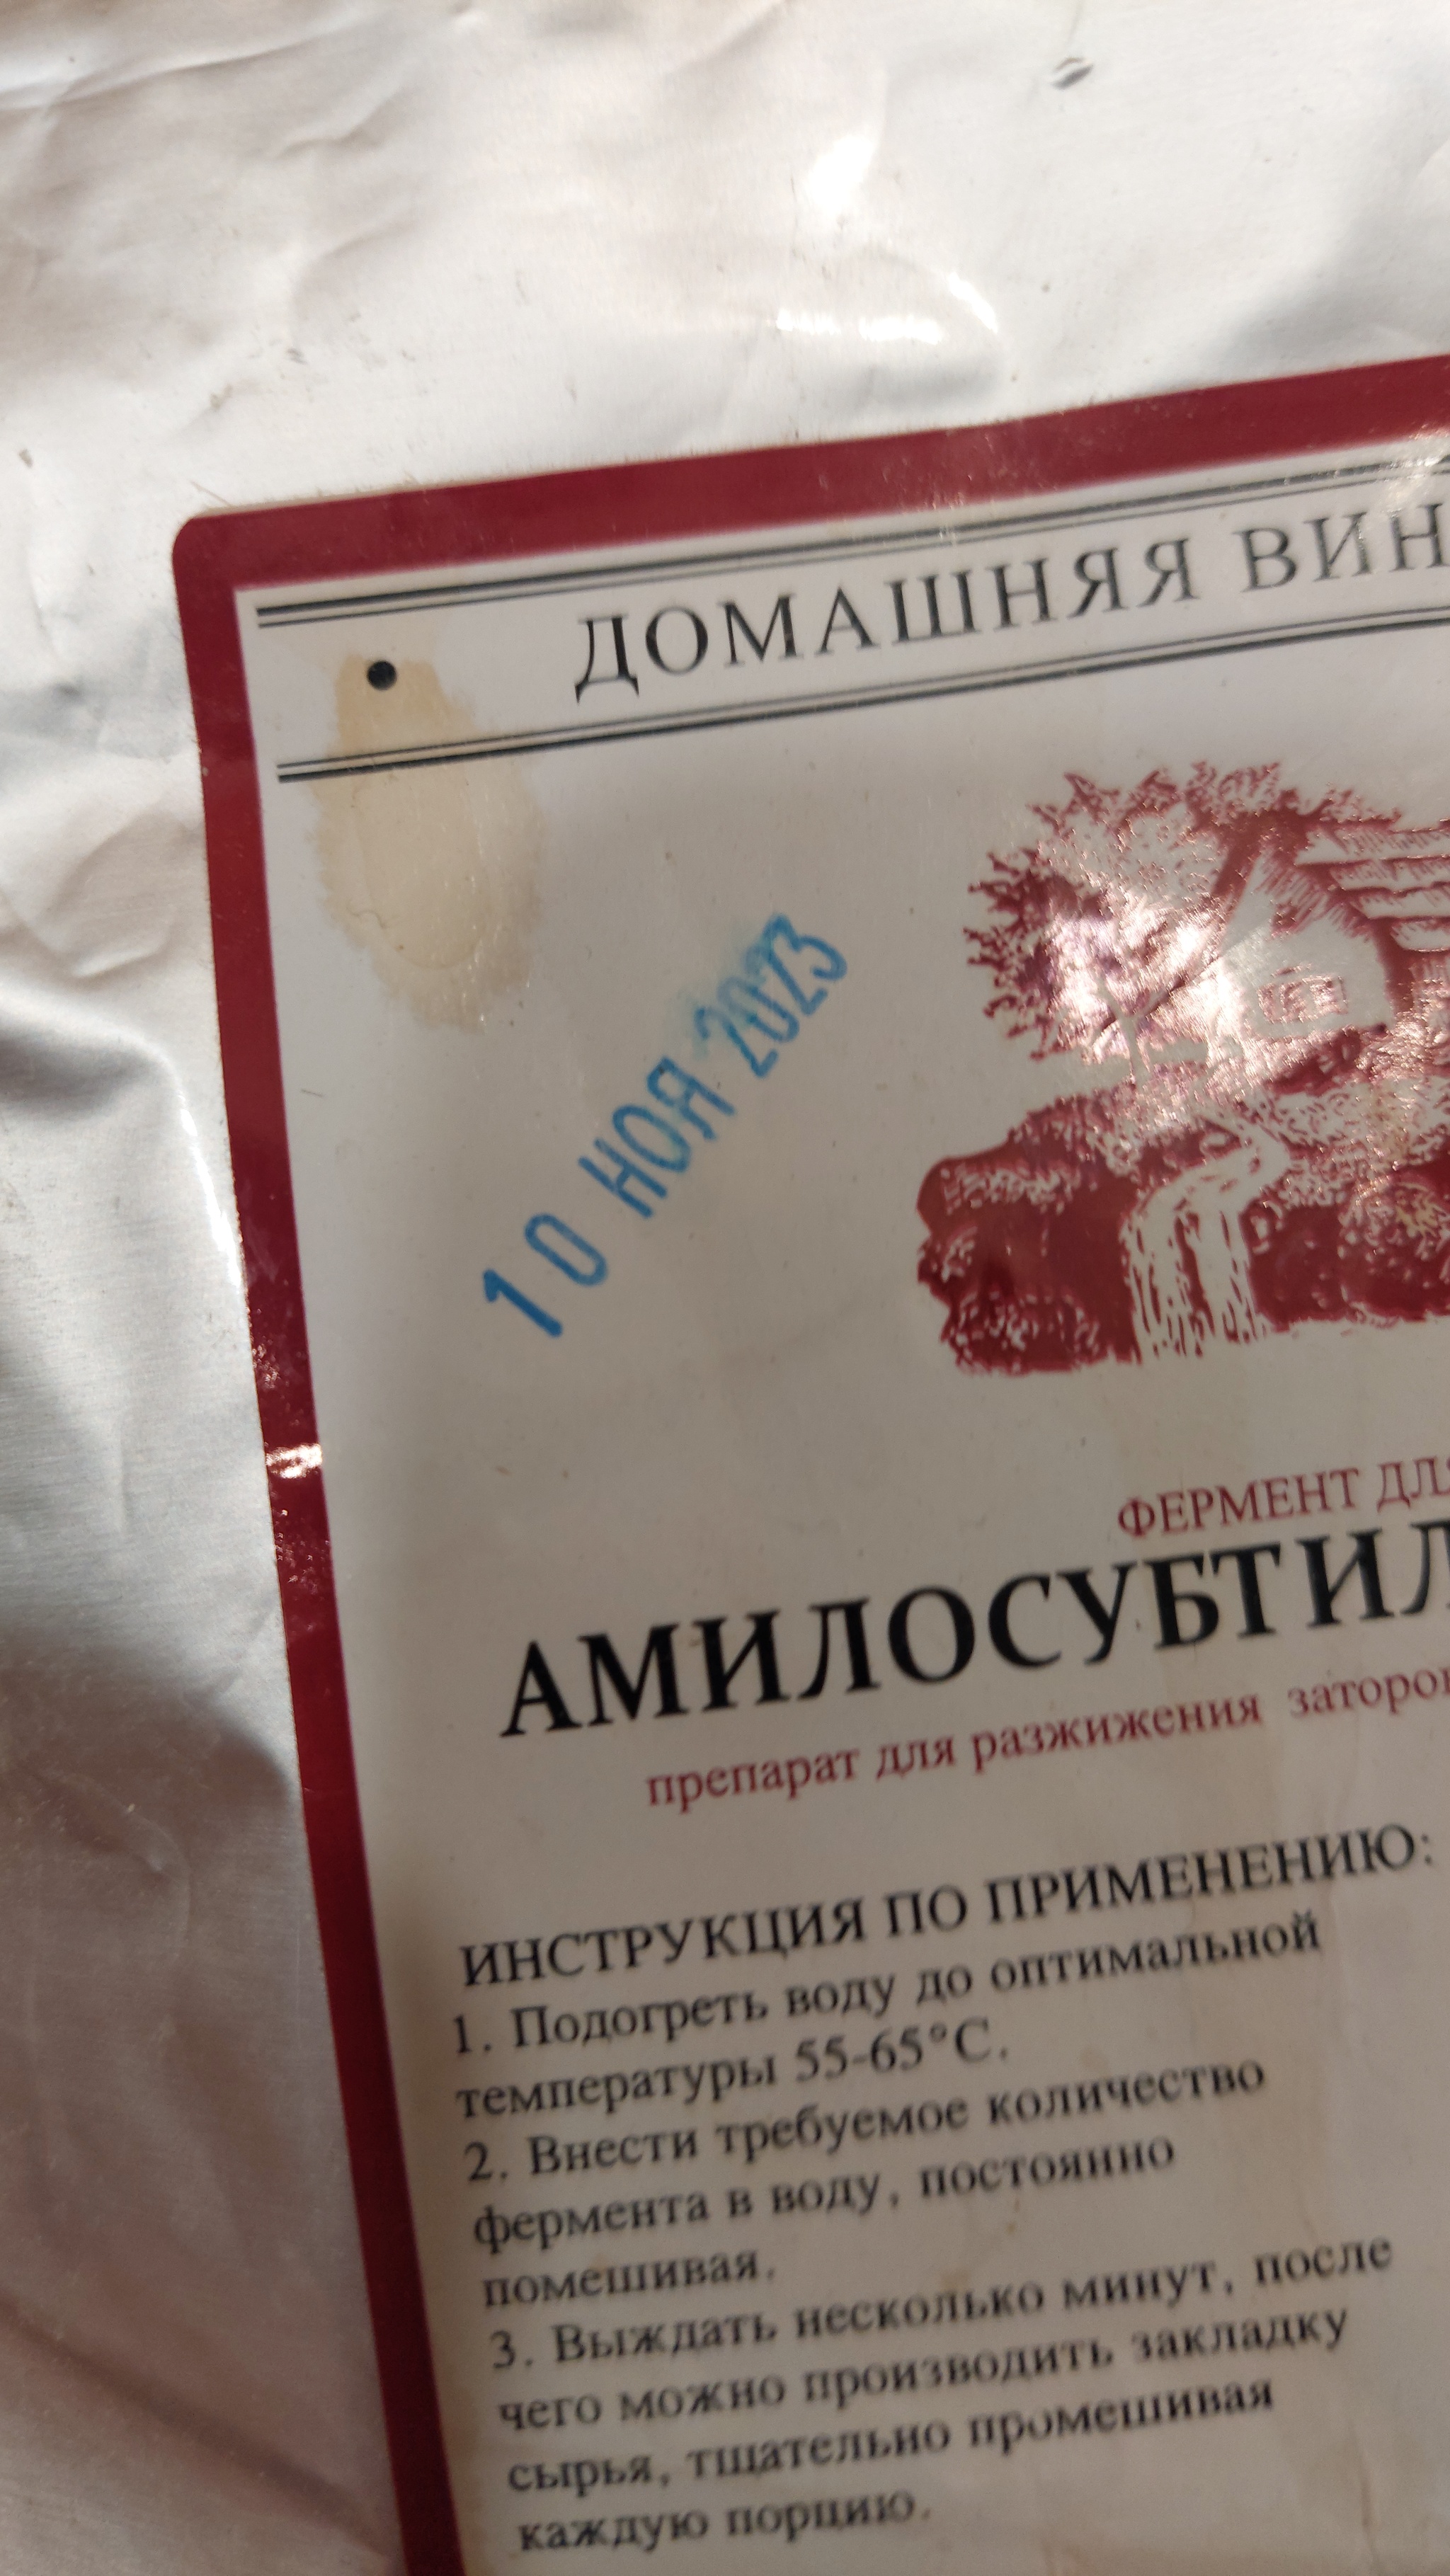 ДОМАШНЯЯ ВИН
10 НОЯ 2023
ФЕРМЕНТ ДЛЯ
АМИЛОСУБТИЛ
препарат для разжижения заторов
ИНСТРУКЦИЯ ПО ПРИМЕНЕНИЮ:
1. Подогреть воду до оптимальной
температуры 55-65°С.
2. Внести требуемое количество
фермента в воду, постоянно
помешивая.
3. Выждать несколько минут, после
чего можно производить закладку
сырья, тщательно промешивая
каждую порцию.